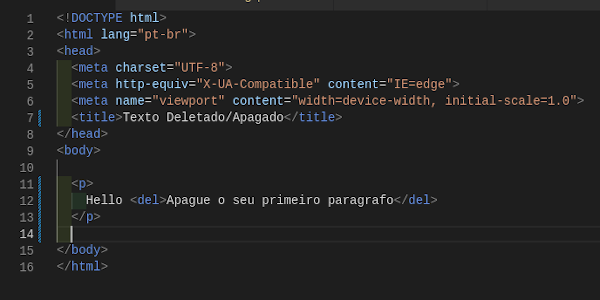 1 <!DOCTYPE html>
2 <html lang="pt-br">
3 <head>
4 <meta charset="UTF-8">
5 <meta http-equiv="X-UA-Compatible" content="IE=edge">
6 <meta name="viewport" content="width=device-width, initial-scale=1.0">
7 <title>Texto Deletado/Apagado</title>
8 </head>
9 <body>
10
11 <p>
12 Hello <del>Apague o seu primeiro paragrafo</del>
13 </p>
14
15 </body>
16 </html>